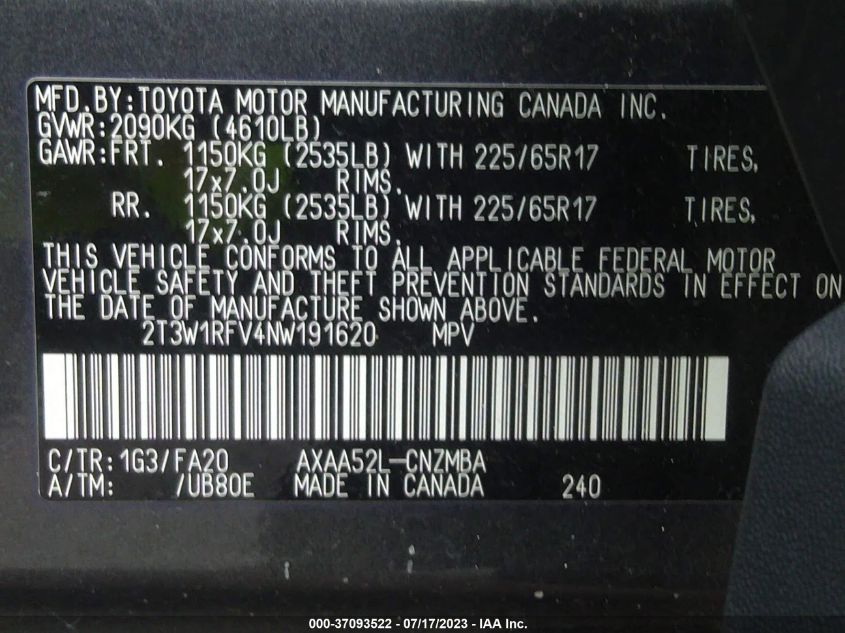 MFD.BY:TOYOTA MOTOR MANUFACTURING CANADA INC.
GVWR:2090KG (4610LB)
GAWR:FRT. 1150KG (2535LB) WITH 225/65R17 TIRES,
17x7.0J RIMS.
RR. 1150KG (2535LB) WITH 225/65R17 TIRES,
17x7.0J RIMS.
THIS VEHICLE CONFORMS TO ALL APPLICABLE FEDERAL MOTOR
VEHICLE SAFETY AND THEFT PREVENTION STANDARDS IN EFFECT ON
THE DATE OF MANUFACTURE SHOWN ABOVE.
2T3W1RFV4NW191620 MPV
C/TR:1G3/FA20 AXAA52L-CNZMBA
A/TM: /UB80E MADE IN CANADA 240
000-37093522 - 07/17/2023 - IAA Inc.